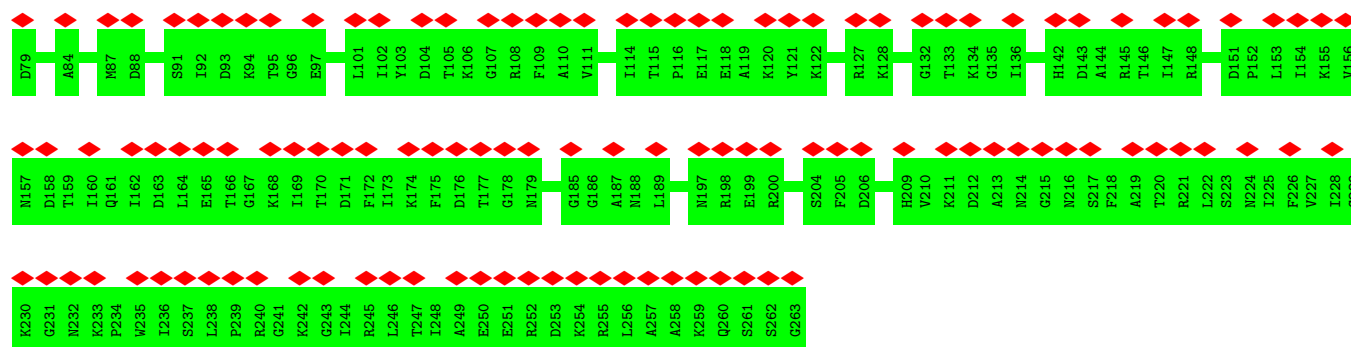 D79 A84 M87 D88 S91 I92 D93 K94 T95 G96 E97 L101 I102 Y103 D104 T105 K106 G107 R108 F109 A110 V111 I114 T115 P116 E117 E118 A119 K120 Y121 K122 R127 K128 G132 T133 K134 G135 I136 H142 D143 A144 R145 T146 I147 R148 D151 P152 L153 I154 K155 V156
N157 D158 T159 I160 Q161 I162 D163 L164 E165 T166 G167 K168 I169 T170 D171 F172 I173 K174 F175 D176 T177 G178 N179 G185 G186 A187 N188 L189 N197 R198 E199 R200 S204 F205 D206 H209 V210 K211 D212 A213 N214 G215 N216 S217 F218 A219 T220 R221 L222 S223 N224 I225 F226 V227 I228
K230 G231 N232 K233 P234 W235 I236 S237 L238 P239 R240 G241 K242 G243 I244 R245 L246 T247 I248 A249 E250 E251 R252 D253 K254 R255 L256 A257 A258 K259 Q260 S261 S262 G263